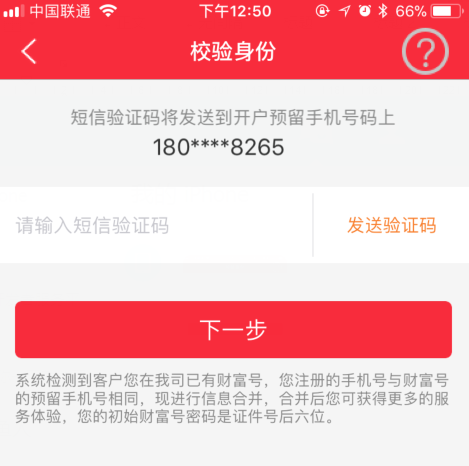 中国联通 下午12:50 66%
校验身份 ?
短信验证码将发送到开户预留手机号码上
180****8265
请输入短信验证码 发送验证码
下一步
系统检测到客户您在我司已有财富号，您注册的手机号与财富号
的预留手机号相同，现进行信息合并，合并后您可获得更多的服
务体验，您的初始财富号密码是证件号后六位。